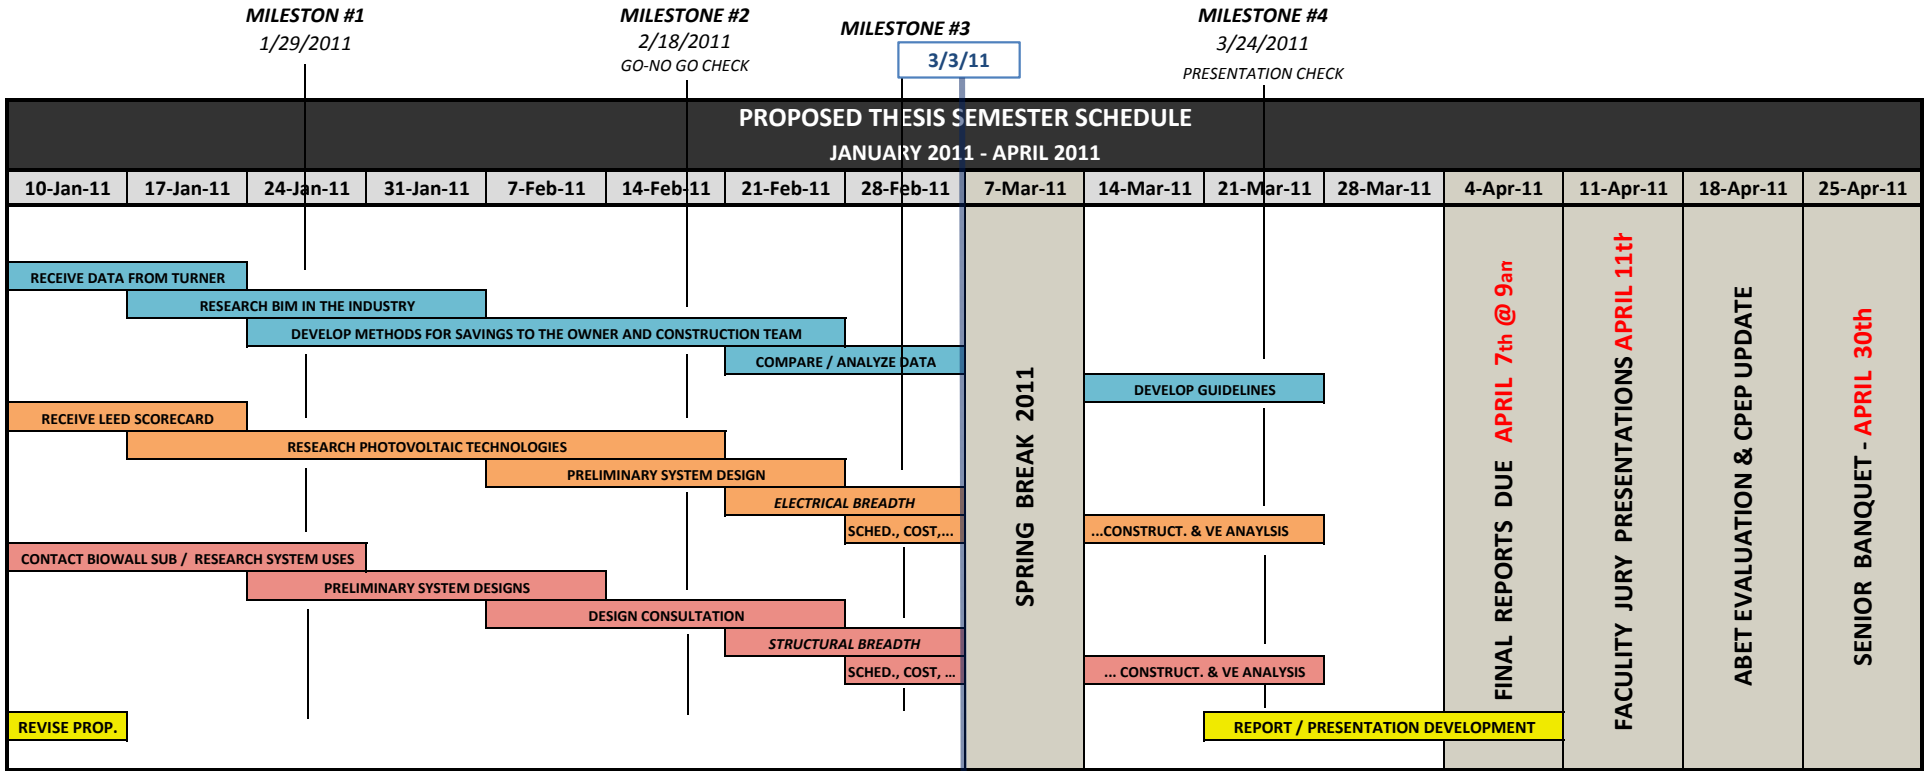 MILESTON #1
1/29/2011
MILESTONE #2
2/18/2011
GO-NO GO CHECK
MILESTONE #3
3/3/11
MILESTONE #4
3/24/2011
PRESENTATION CHECK
PROPOSED THESIS SEMESTER SCHEDULE
JANUARY 2011 - APRIL 2011
10-Jan-11 17-Jan-11 24-Jan-11 31-Jan-11 7-Feb-11 14-Feb-11 21-Feb-11 28-Feb-11 7-Mar-11 14-Mar-11 21-Mar-11 28-Mar-11 4-Apr-11 11-Apr-11 18-Apr-11 25-Apr-11
RECEIVE DATA FROM TURNER
RESEARCH BIM IN THE INDUSTRY
DEVELOP METHODS FOR SAVINGS TO THE OWNER AND CONSTRUCTION TEAM
COMPARE / ANALYZE DATA
DEVELOP GUIDELINES
RECEIVE LEED SCORECARD
RESEARCH PHOTOVOLTAIC TECHNOLOGIES
PRELIMINARY SYSTEM DESIGN
ELECTRICAL BREADTH
SCHED., COST,...
...CONSTRUCT. & VE ANAYLSIS
CONTACT BIOWALL SUB / RESEARCH SYSTEM USES
PRELIMINARY SYSTEM DESIGNS
DESIGN CONSULTATION
STRUCTURAL BREADTH
SCHED., COST, ...
... CONSTRUCT. & VE ANALYSIS
REVISE PROP.
REPORT / PRESENTATION DEVELOPMENT
SPRING BREAK 2011
FINAL REPORTS DUE APRIL 7th @ 9am
FACULITY JURY PRESENTATIONS APRIL 11th
ABET EVALUATION & CPEP UPDATE
SENIOR BANQUET - APRIL 30th